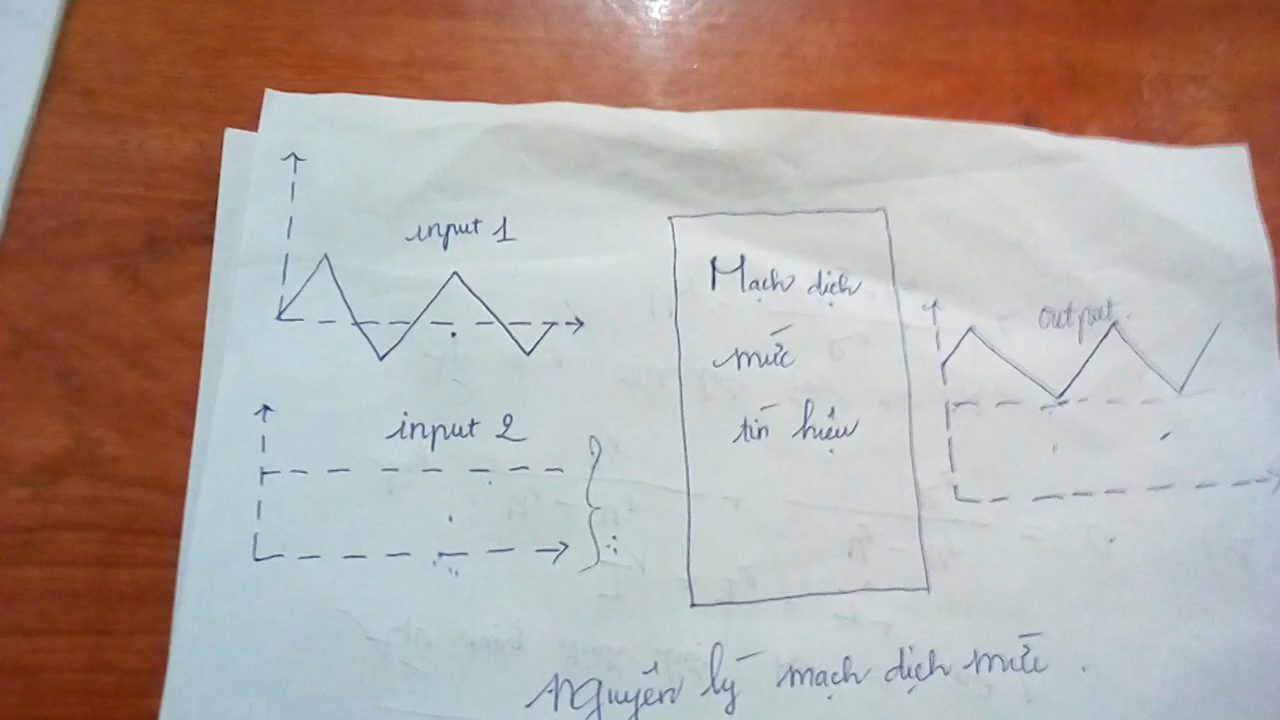 input 1
Mạch dịch
mức
tín hiệu
output
input 2
Nguyên lý mạch dịch mức.